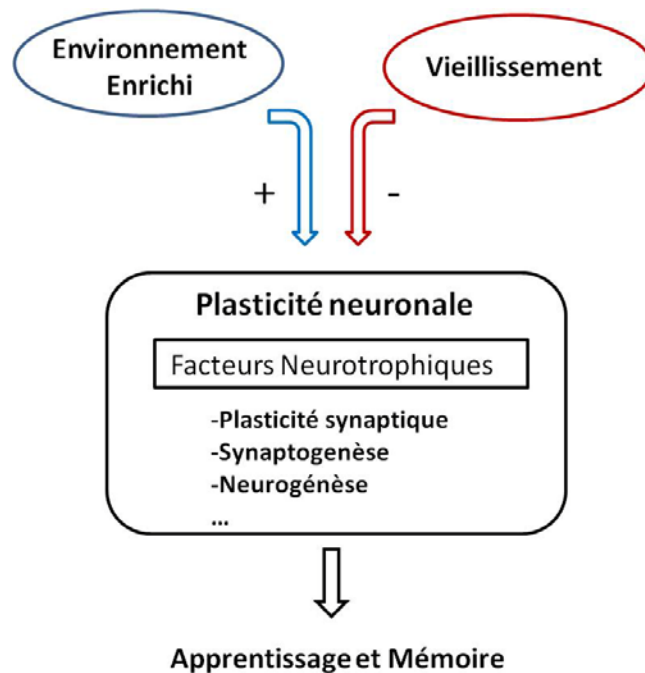 Environnement
Enrichi
Vieillissement
+
-
Plasticité neuronale
Facteurs Neurotrophiques
-Plasticité synaptique
-Synaptogenèse
-Neurogénèse
...
Apprentissage et Mémoire